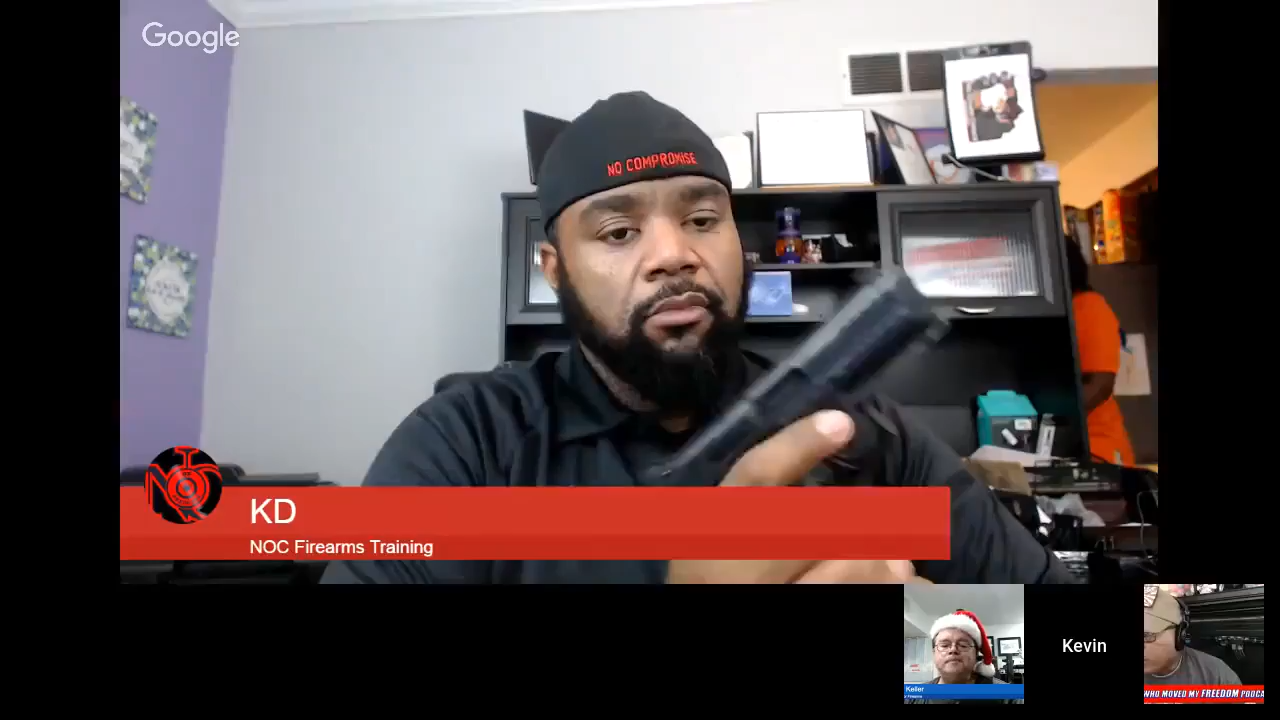 Google
NO COMPROMISE
KD
NOC Firearms Training
Keller
Kevin
WHO MOVED MY FREEDOM PODCA